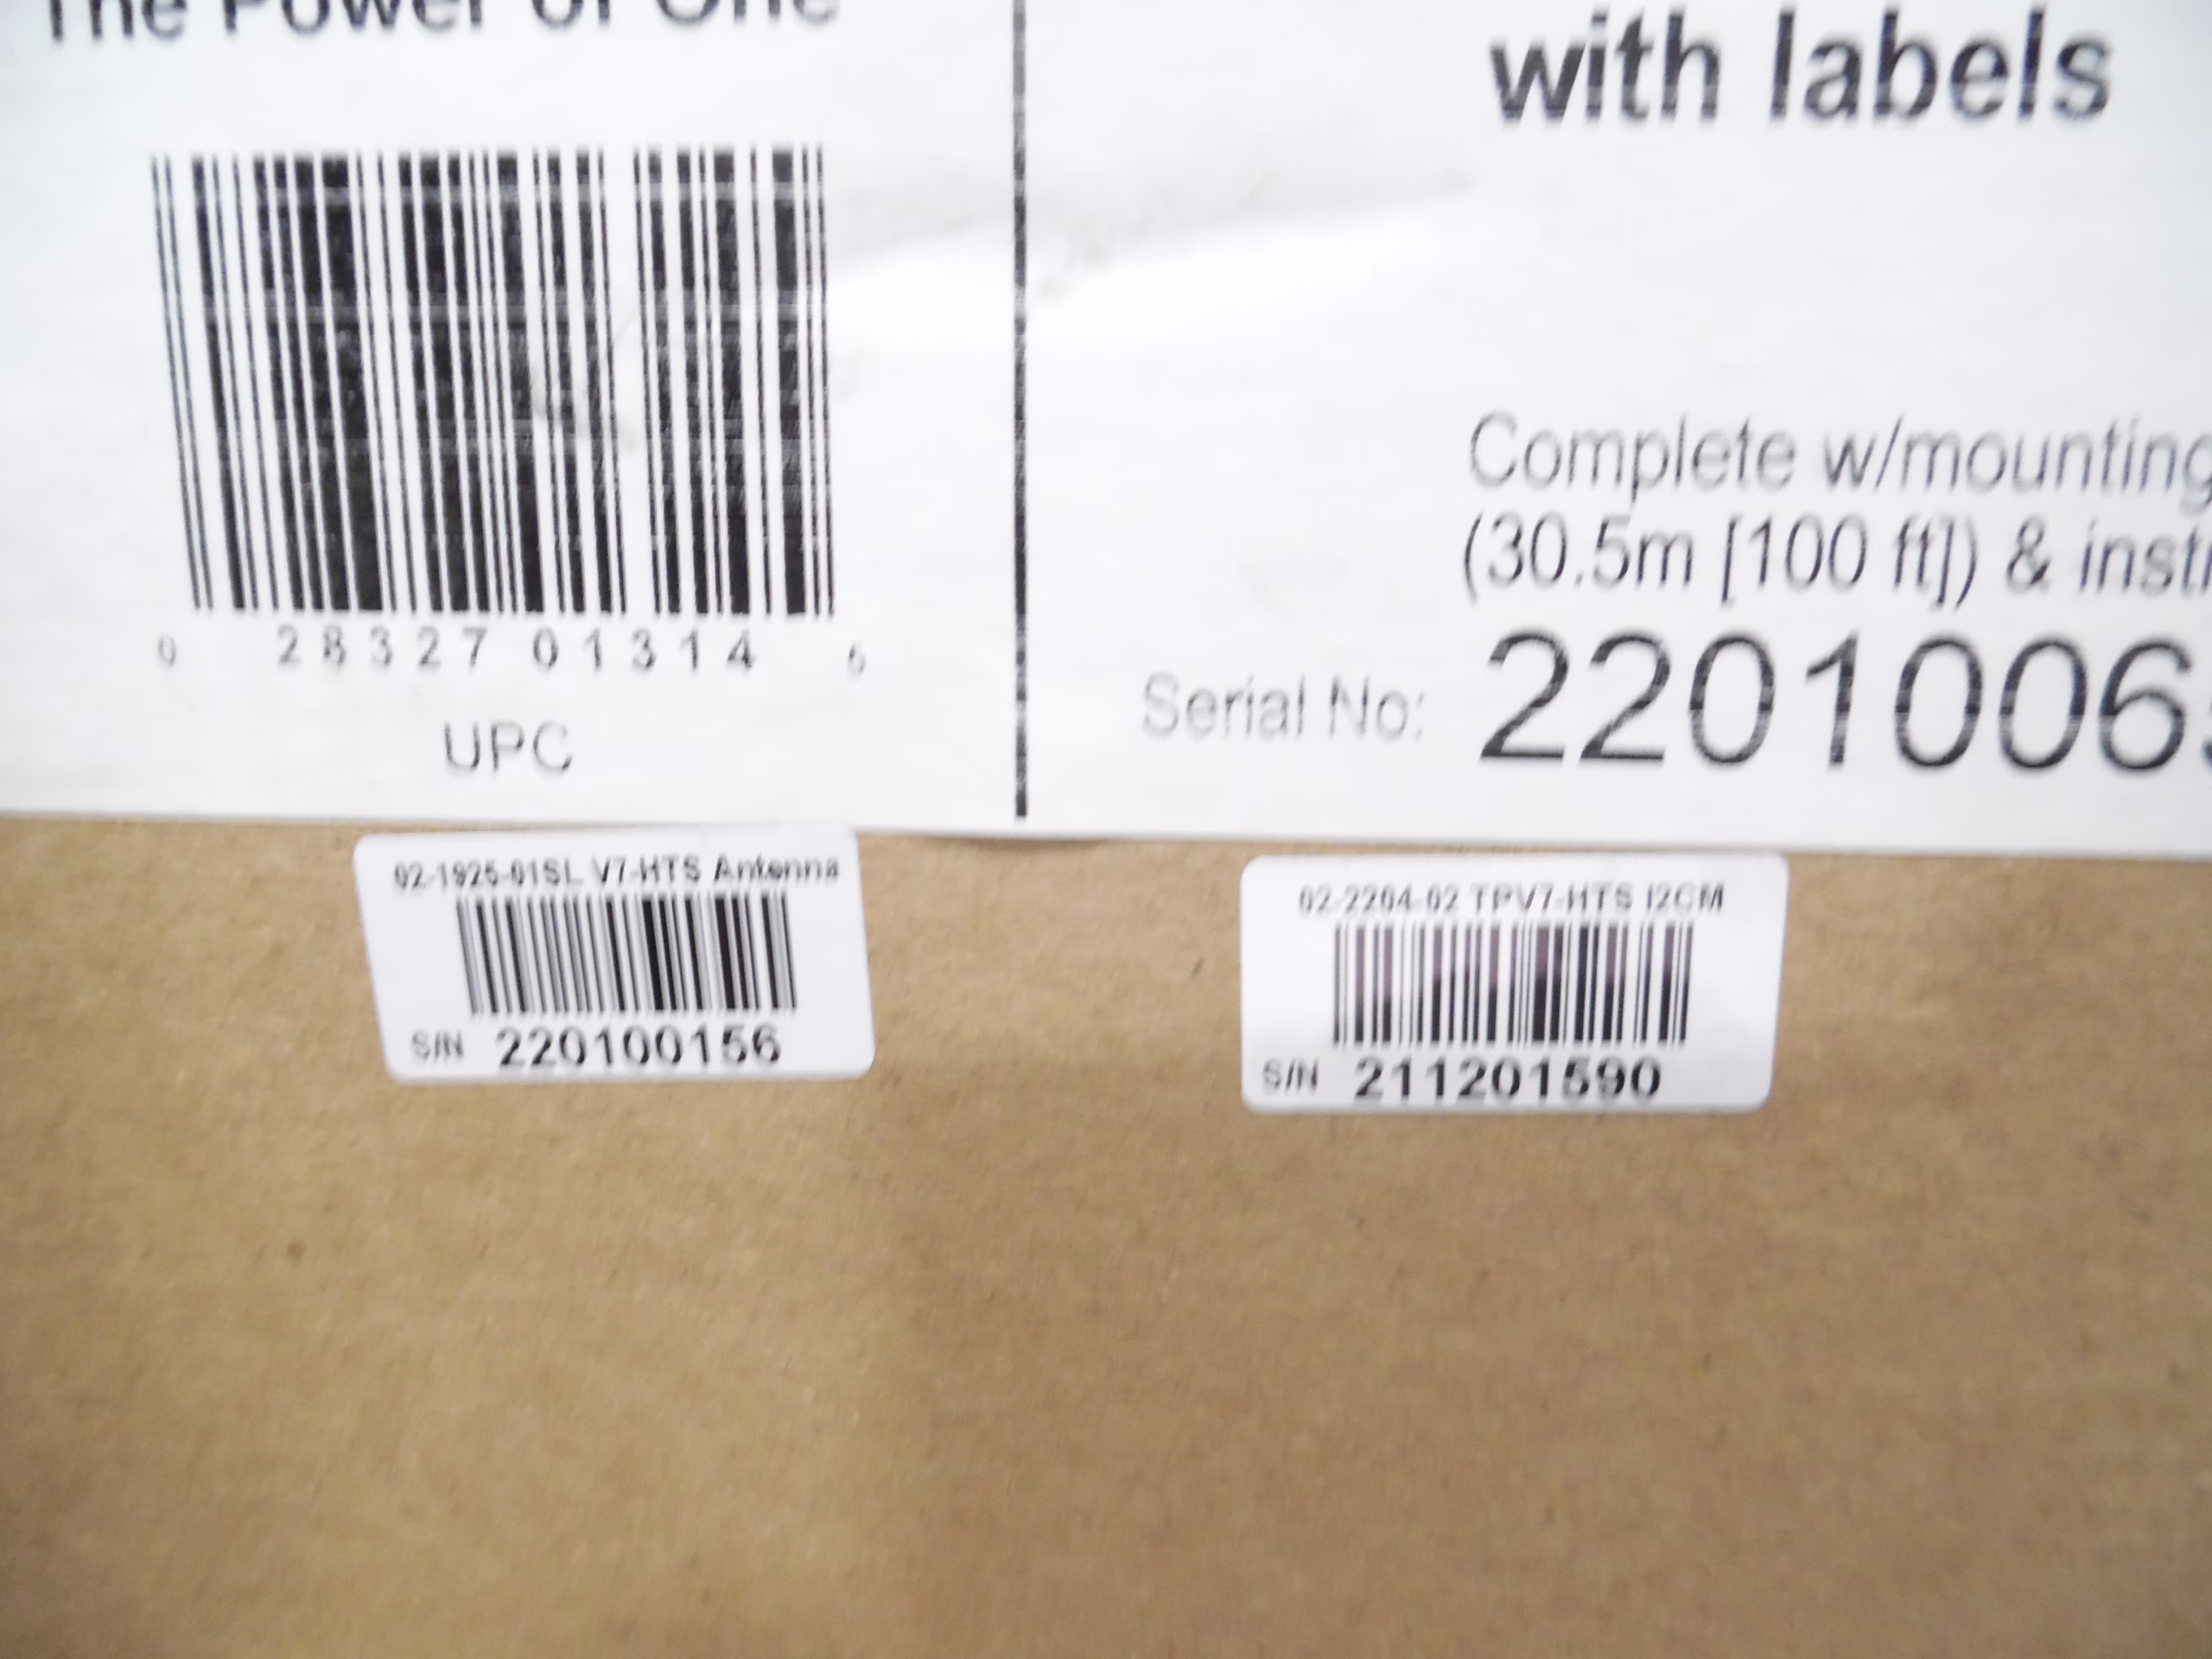 The Power of One
with labels
Complete w/mounting
(30.5m [100 ft]) & instr
0 28327 01314 6
UPC
Serial No: 2201006
02-1925-01SL V7-HTS Antenna
S/N 220100156
02-2204-02 TPV7-HTS I2CM
S/N 211201590